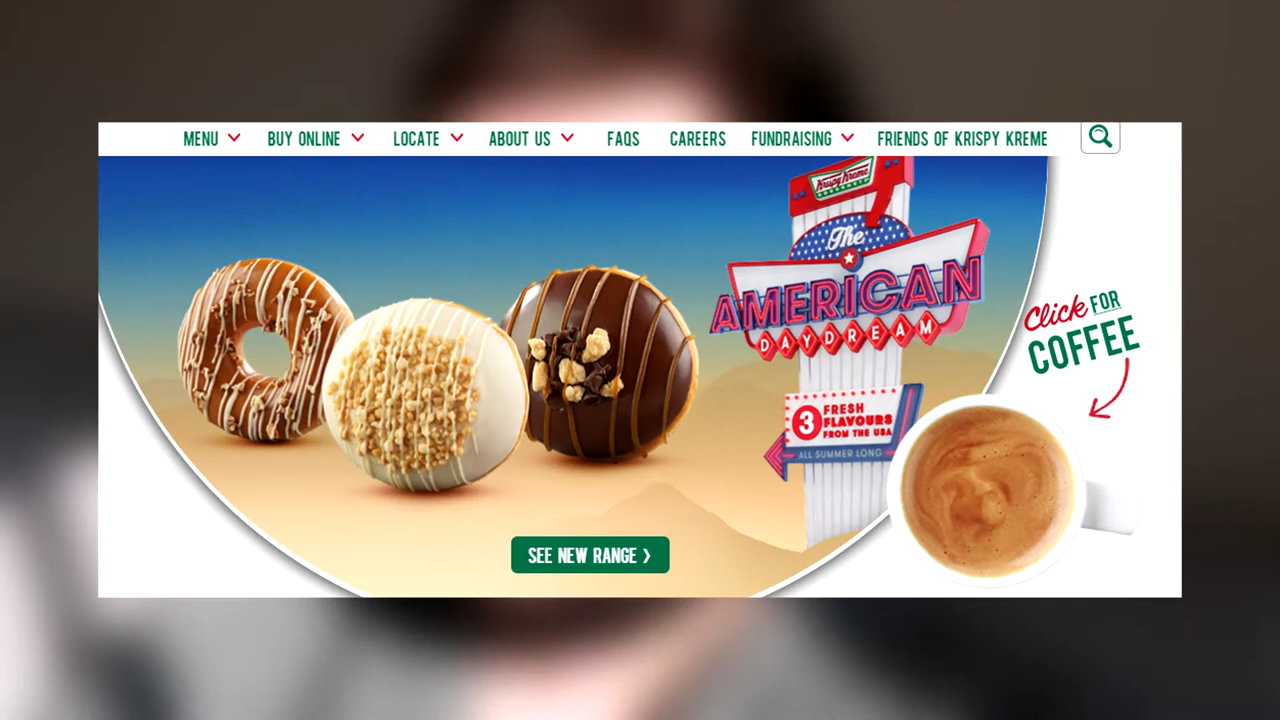 MENU BUY ONLINE LOCATE ABOUT US FAQS CAREERS FUNDRAISING FRIENDS OF KRISPY KREME
Krispy Kreme
DOUGHNUTS
The
AMERICAN
DAYDREAM
3 FRESH
FLAVOURS
FROM THE USA
ALL SUMMER LONG
Click FOR
COFFEE
SEE NEW RANGE >